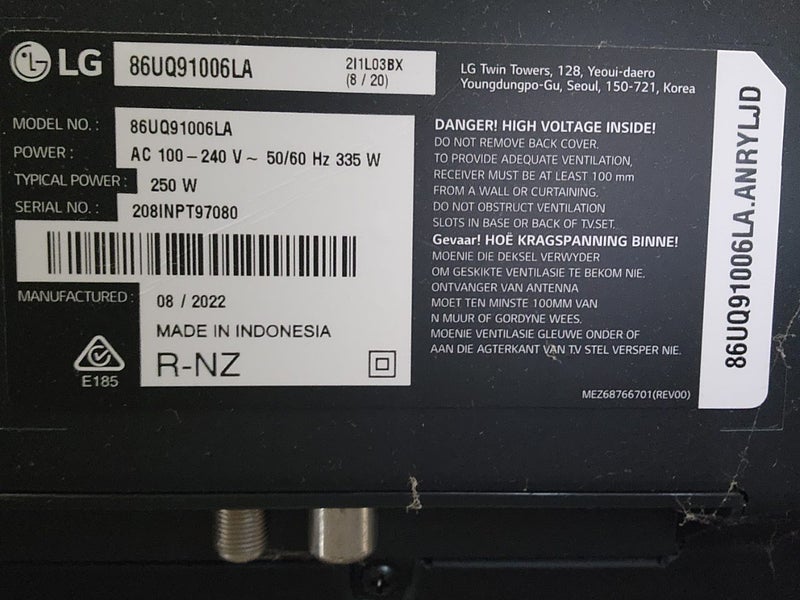 LG 86UQ91006LA 2I1L03BX
(8 / 20)
LG Twin Towers, 128, Yeoui-daero
Youngdungpo-Gu, Seoul, 150-721, Korea
MODEL NO. : 86UQ91006LA
POWER : AC 100 – 240 V ~ 50/60 Hz 335 W
TYPICAL POWER : 250 W
SERIAL NO. : 208INPT97080
MANUFACTURED : 08 / 2022
MADE IN INDONESIA
R-NZ
E185
DANGER! HIGH VOLTAGE INSIDE!
DO NOT REMOVE BACK COVER.
TO PROVIDE ADEQUATE VENTILATION,
RECEIVER MUST BE AT LEAST 100 mm
FROM A WALL OR CURTAINING.
DO NOT OBSTRUCT VENTILATION
SLOTS IN BASE OR BACK OF T.V.SET.
Gevaar! HOË KRAGSPANNING BINNE!
MOENIE DIE DEKSEL VERWYDER
OM GESKIKTE VENTILASIE TE BEKOM NIE.
ONTVANGER VAN ANTENNA
MOET TEN MINSTE 100MM VAN
N MUUR OF GORDYNE WEES.
MOENIE VENTILASIE GLEUWE ONDER OF
AAN DIE AGTERKANT VAN T.V STEL VERSPER NIE.
MEZ68766701(REV00)
86UQ91006LA.ANRYLJD